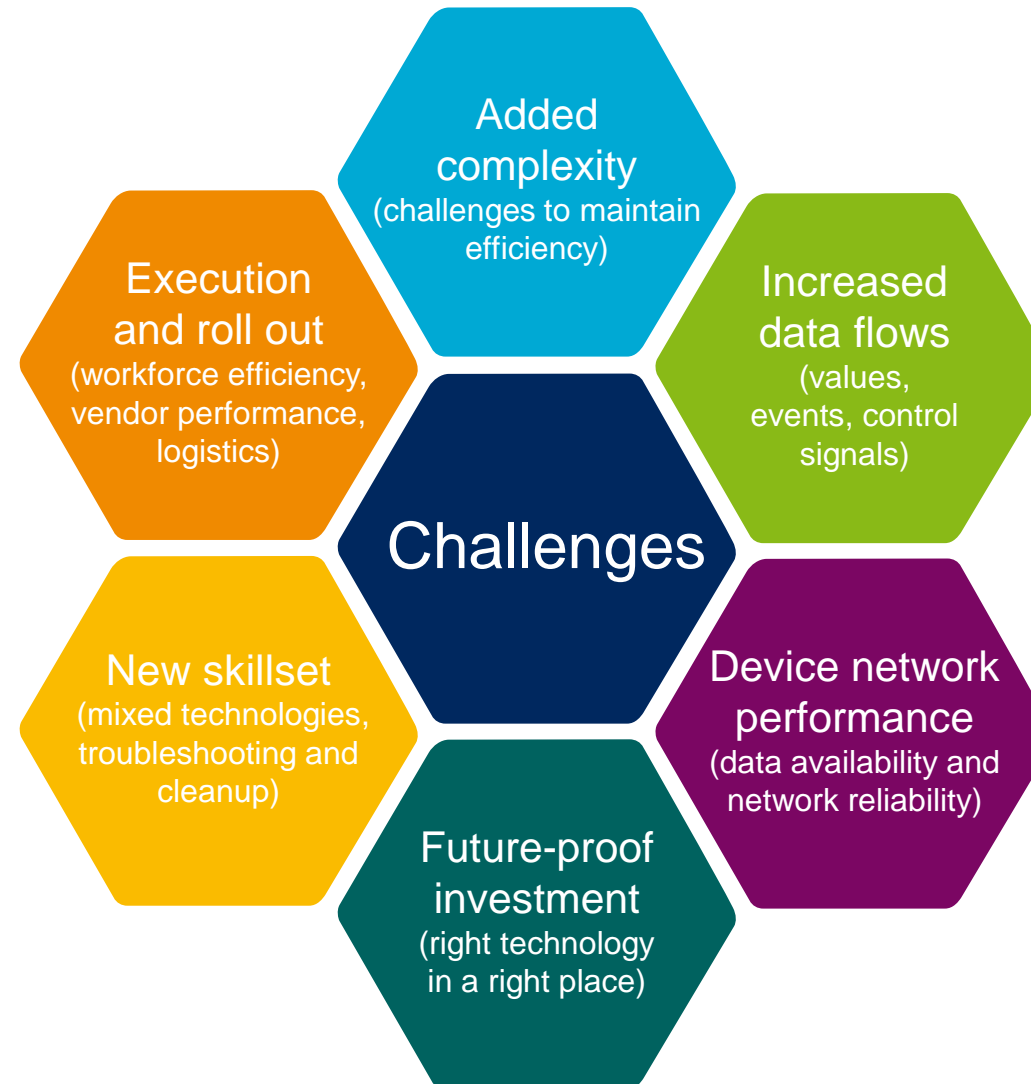 Added
complexity
(challenges to maintain
efficiency)
Execution
and roll out
(workforce efficiency,
vendor performance,
logistics)
Increased
data flows
(values,
events, control
signals)
Challenges
New skillset
(mixed technologies,
troubleshooting and
cleanup)
Device network
performance
(data availability and
network reliability)
Future-proof
investment
(right technology
in a right place)